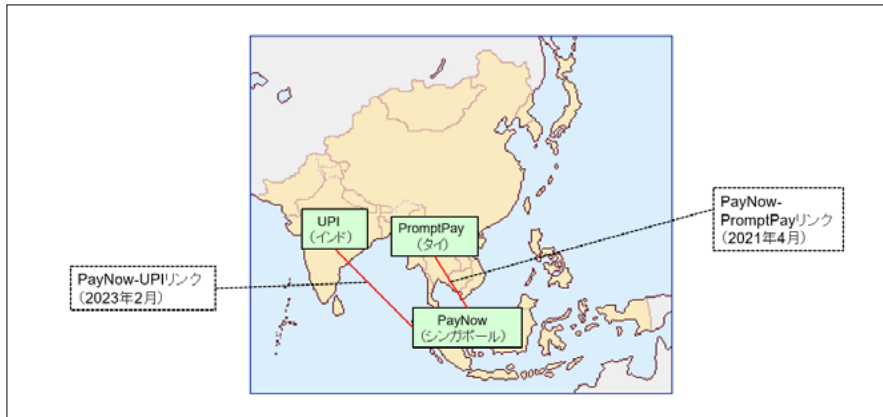 UPI
（インド）
PromptPay
（タイ）
PayNow-
PromptPayリンク
（2021年4月）
PayNow-UPIリンク
（2023年2月）
PayNow
（シンガポール）